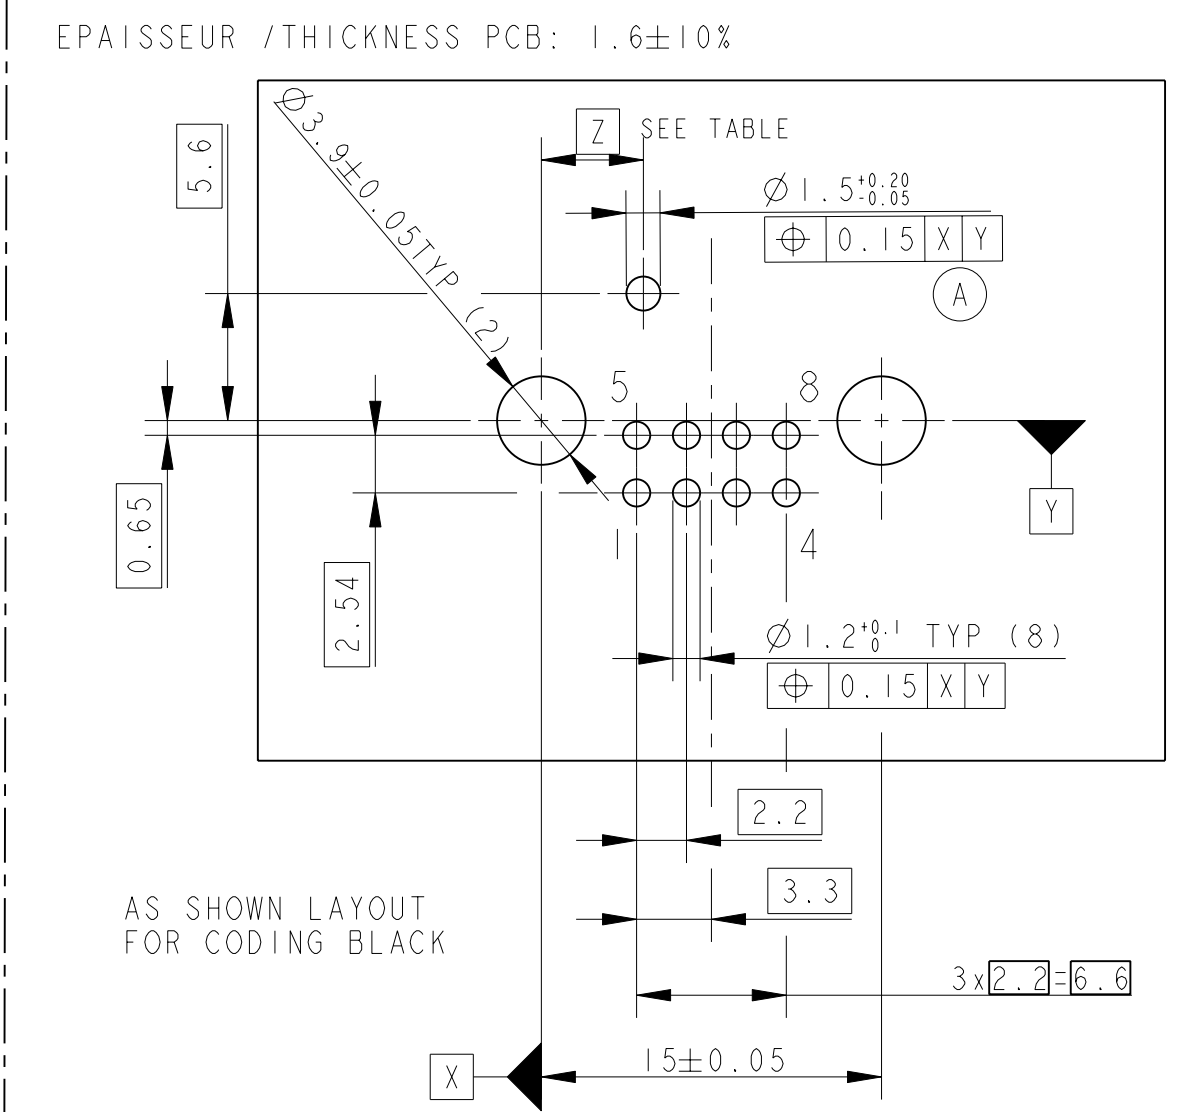 EPAISSEUR /THICKNESS PCB: 1.6±10%
Z SEE TABLE
5.6
Ø3.9±0.05TYP (2)
Ø1.5 +0.20 -0.05
⌖ 0.15 X Y
A
5 8
0.65
Y
1 4
2.54
Ø1.2 +0.1 0 TYP (8)
⌖ 0.15 X Y
2.2
3.3
AS SHOWN LAYOUT
FOR CODING BLACK
3x2.2=6.6
15±0.05
X